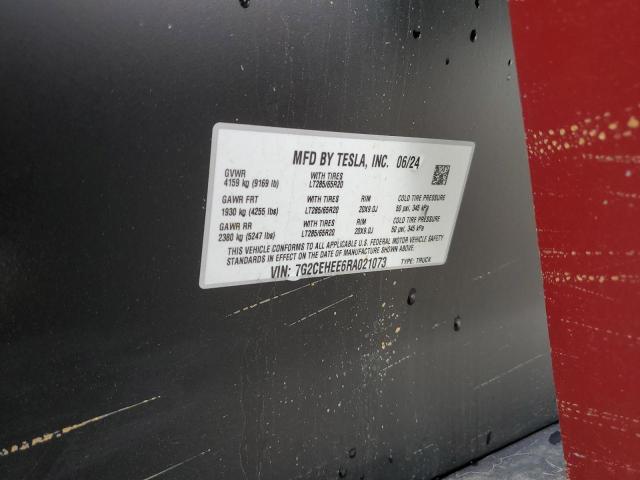 MFD BY TESLA, INC. 06/24
GVWR WITH TIRES
4159 kg (9169 lb) LT285/65R20
GAWR FRT WITH TIRES RIM COLD TIRE PRESSURE
1930 kg (4255 lbs) LT285/65R20 20X9.0J 50 psi, 345 kPa
GAWR RR WITH TIRES RIM COLD TIRE PRESSURE
2380 kg (5247 lbs) LT285/65R20 20X9.0J 50 psi, 345 kPa
THIS VEHICLE CONFORMS TO ALL APPLICABLE U.S. FEDERAL MOTOR VEHICLE SAFETY
STANDARDS IN EFFECT ON THE DATE OF MANUFACTURE SHOWN ABOVE.
VIN: 7G2CEHEE6RA021073 TYPE: TRUCK